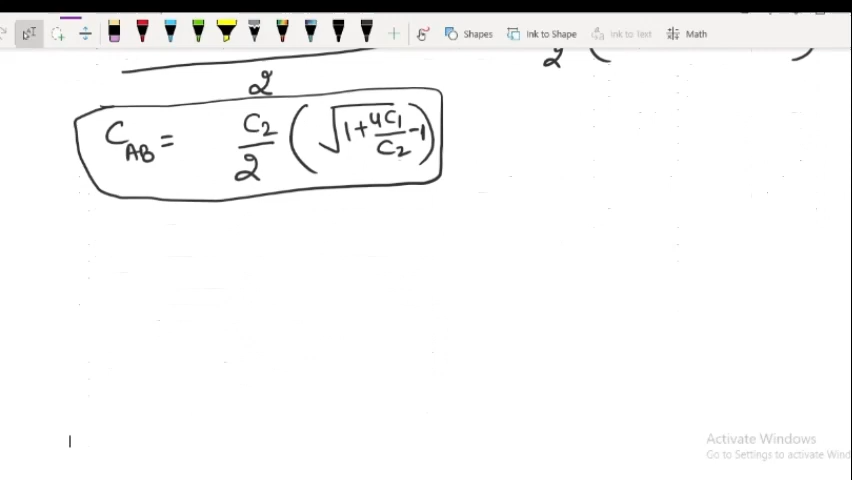 Shapes Ink to Shape Ink to Text Math
2 2 ( )
C_AB = C₂/2 ( √1+4C₁/C₂ -1 )
Activate Windows
Go to Settings to activate Wind